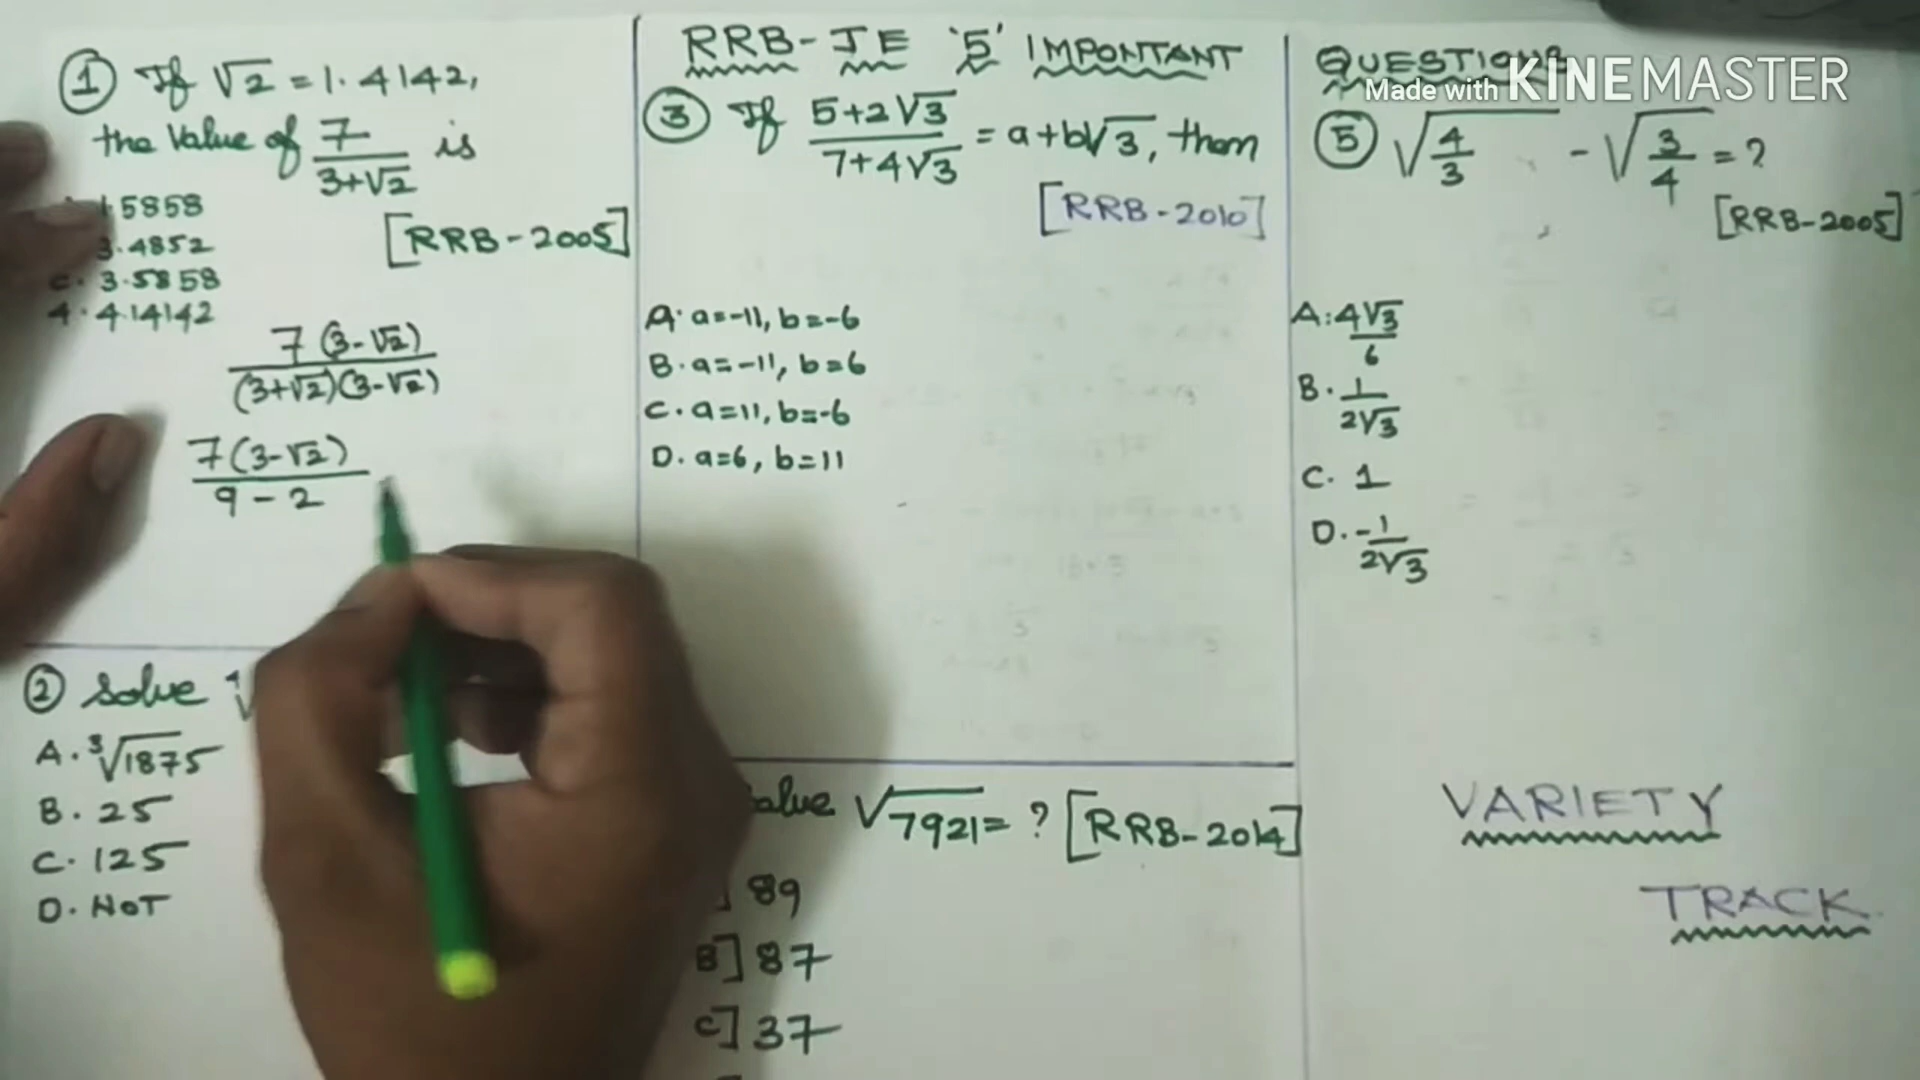 RRB-JE '5' IMPONTANT QUESTIONS
Made with KINEMASTER
① If √2 = 1.4142,
the value of 7/(3+√2) is
[RRB-2005]
5858
3.4852
C. 3.5858
4. 4.14142
7(3-√2)/(3+√2)(3-√2)
7(3-√2)/9-2
② Solve
A. ³√1875
B. 25
C. 125
D. NOT
③ If (5+2√3)/(7+4√3) = a+b√3, then
[RRB-2010]
A. a=-11, b=-6
B. a=-11, b=6
C. a=11, b=-6
D. a=6, b=11
√7921 = ? [RRB-2014]
] 89
B] 87
C] 37
⑤ √4/3 - √3/4 = ?
[RRB-2005]
A. 4√3/6
B. 1/2√3
C. 1
D. -1/2√3
VARIETY
TRACK